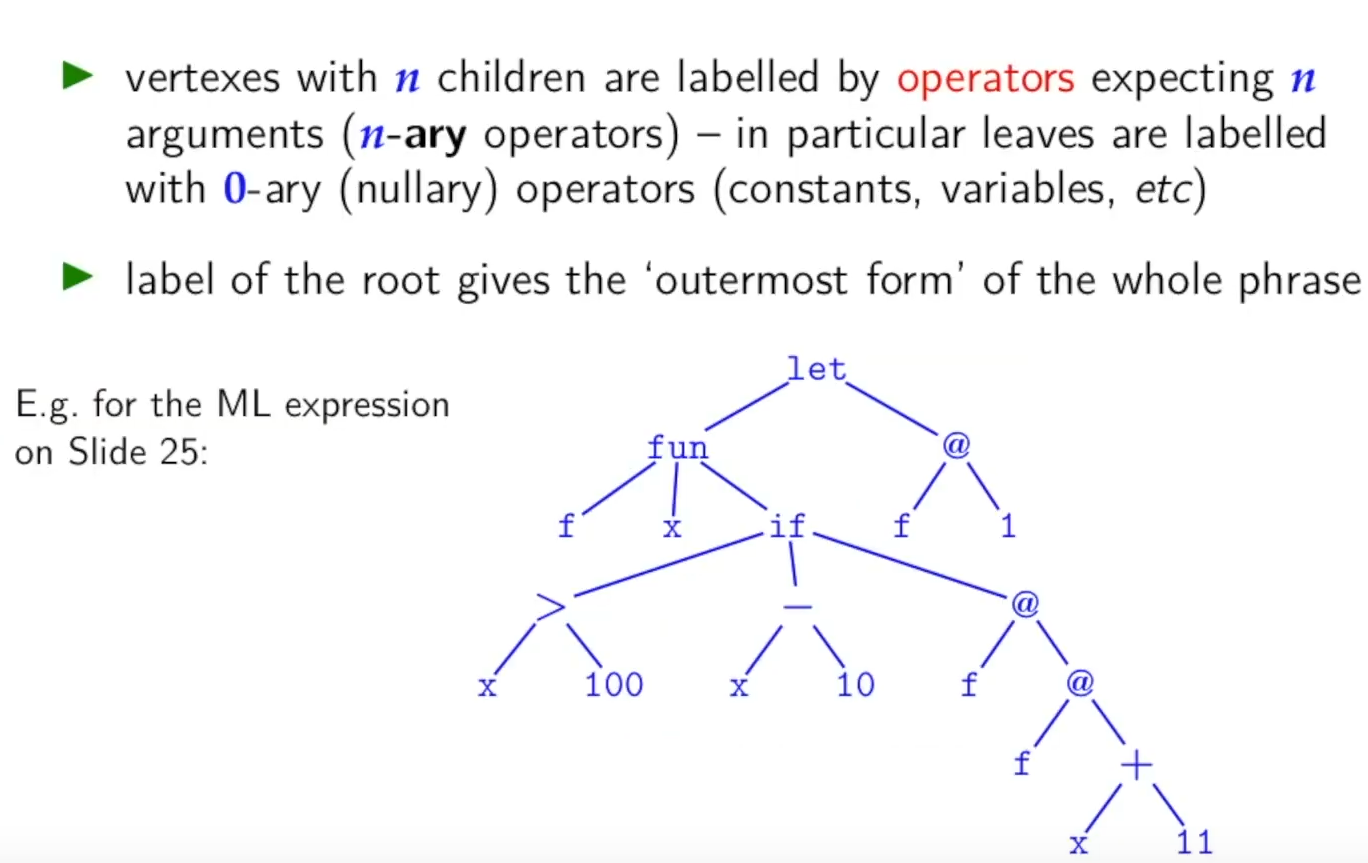 ▶ vertexes with n children are labelled by operators expecting n
arguments (n-ary operators) – in particular leaves are labelled
with 0-ary (nullary) operators (constants, variables, etc)
▶ label of the root gives the ‘outermost form’ of the whole phrase
E.g. for the ML expression
on Slide 25:
let
fun @
f x if f 1
> − @
x 100 x 10 f @
f +
x 11